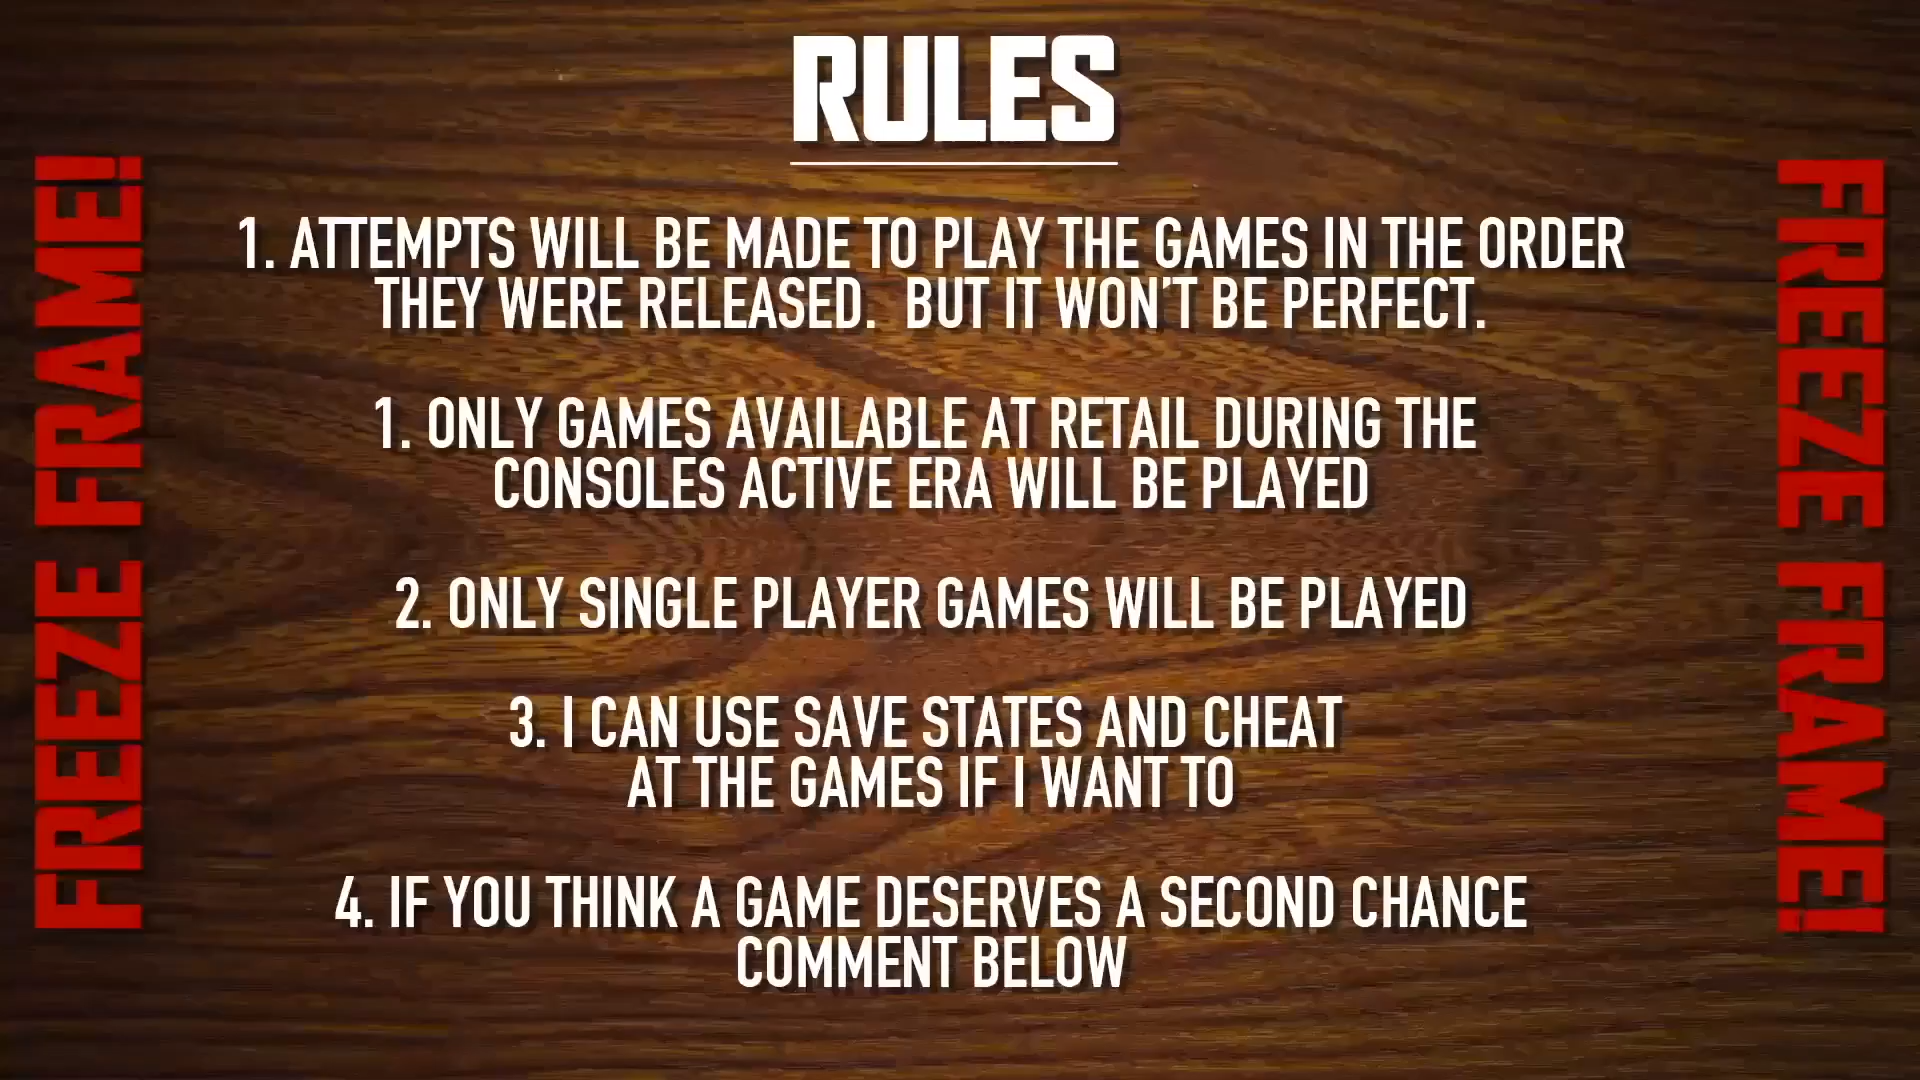 RULES
FREEZE FRAME!
1. ATTEMPTS WILL BE MADE TO PLAY THE GAMES IN THE ORDER
THEY WERE RELEASED.  BUT IT WON'T BE PERFECT.
1. ONLY GAMES AVAILABLE AT RETAIL DURING THE
CONSOLES ACTIVE ERA WILL BE PLAYED
2. ONLY SINGLE PLAYER GAMES WILL BE PLAYED
3. I CAN USE SAVE STATES AND CHEAT
AT THE GAMES IF I WANT TO
4. IF YOU THINK A GAME DESERVES A SECOND CHANCE
COMMENT BELOW
FREEZE FRAME!